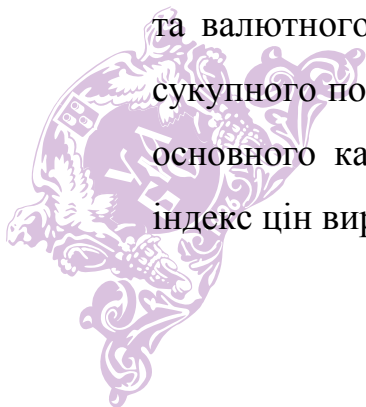 та валютного
сукупного по
основного ка
індекс цін вир